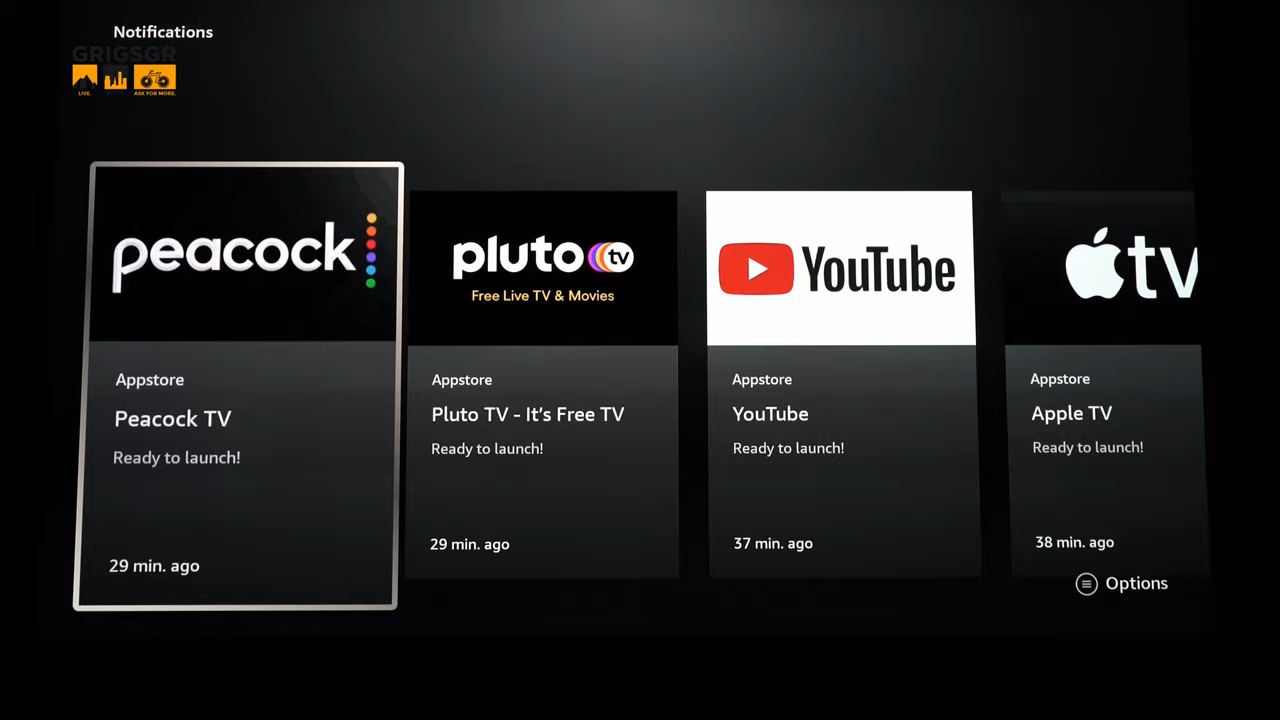 Notifications
GRIGSGR
LIVE.
ASK FOR MORE.
peacock
Appstore
Peacock TV
Ready to launch!
29 min. ago
pluto tv
Free Live TV & Movies
Appstore
Pluto TV - It's Free TV
Ready to launch!
29 min. ago
YouTube
Appstore
YouTube
Ready to launch!
37 min. ago
tv
Appstore
Apple TV
Ready to launch!
38 min. ago
Options